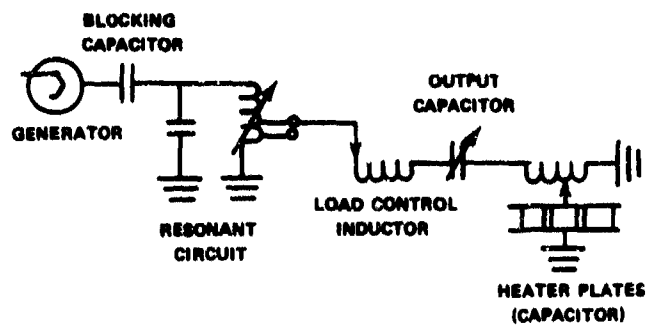 BLOCKING
CAPACITOR
GENERATOR
RESONANT
CIRCUIT
OUTPUT
CAPACITOR
LOAD CONTROL
INDUCTOR
HEATER PLATES
(CAPACITOR)